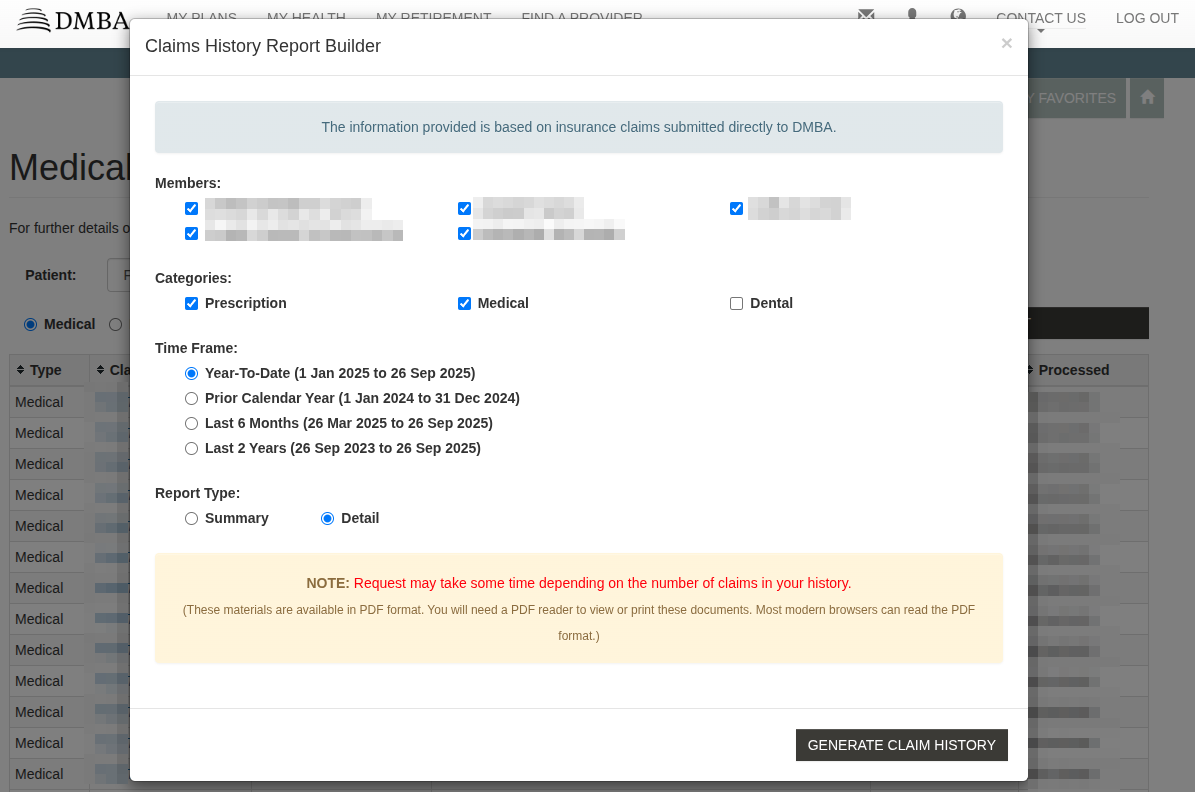 DMBA
MY PLANS MY HEALTH MY RETIREMENT FIND A PROVIDER CONTACT US LOG OUT
Claims History Report Builder ×
Y FAVORITES
The information provided is based on insurance claims submitted directly to DMBA.
Medical
Members:
For further details o
Patient:
Categories:
Prescription Medical Dental
Medical
Time Frame:
Year-To-Date (1 Jan 2025 to 26 Sep 2025)
Type Cla Processed
Prior Calendar Year (1 Jan 2024 to 31 Dec 2024)
Medical
Last 6 Months (26 Mar 2025 to 26 Sep 2025)
Medical
Last 2 Years (26 Sep 2023 to 26 Sep 2025)
Medical
Report Type:
Medical
Summary Detail
Medical
Medical
NOTE: Request may take some time depending on the number of claims in your history.
Medical
(These materials are available in PDF format. You will need a PDF reader to view or print these documents. Most modern browsers can read the PDF
Medical
format.)
Medical
Medical
Medical
Medical
GENERATE CLAIM HISTORY
Medical